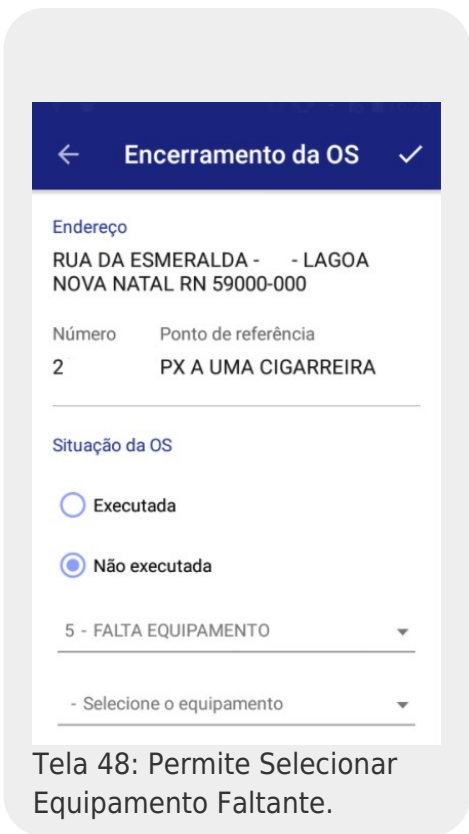 Encerramento da OS
Endereço
RUA DA ESMERALDA - - LAGOA
NOVA NATAL RN 59000-000
Número Ponto de referência
2 PX A UMA CIGARREIRA
Situação da OS
Executada
Não executada
5 - FALTA EQUIPAMENTO
- Selecione o equipamento
Tela 48: Permite Selecionar
Equipamento Faltante.